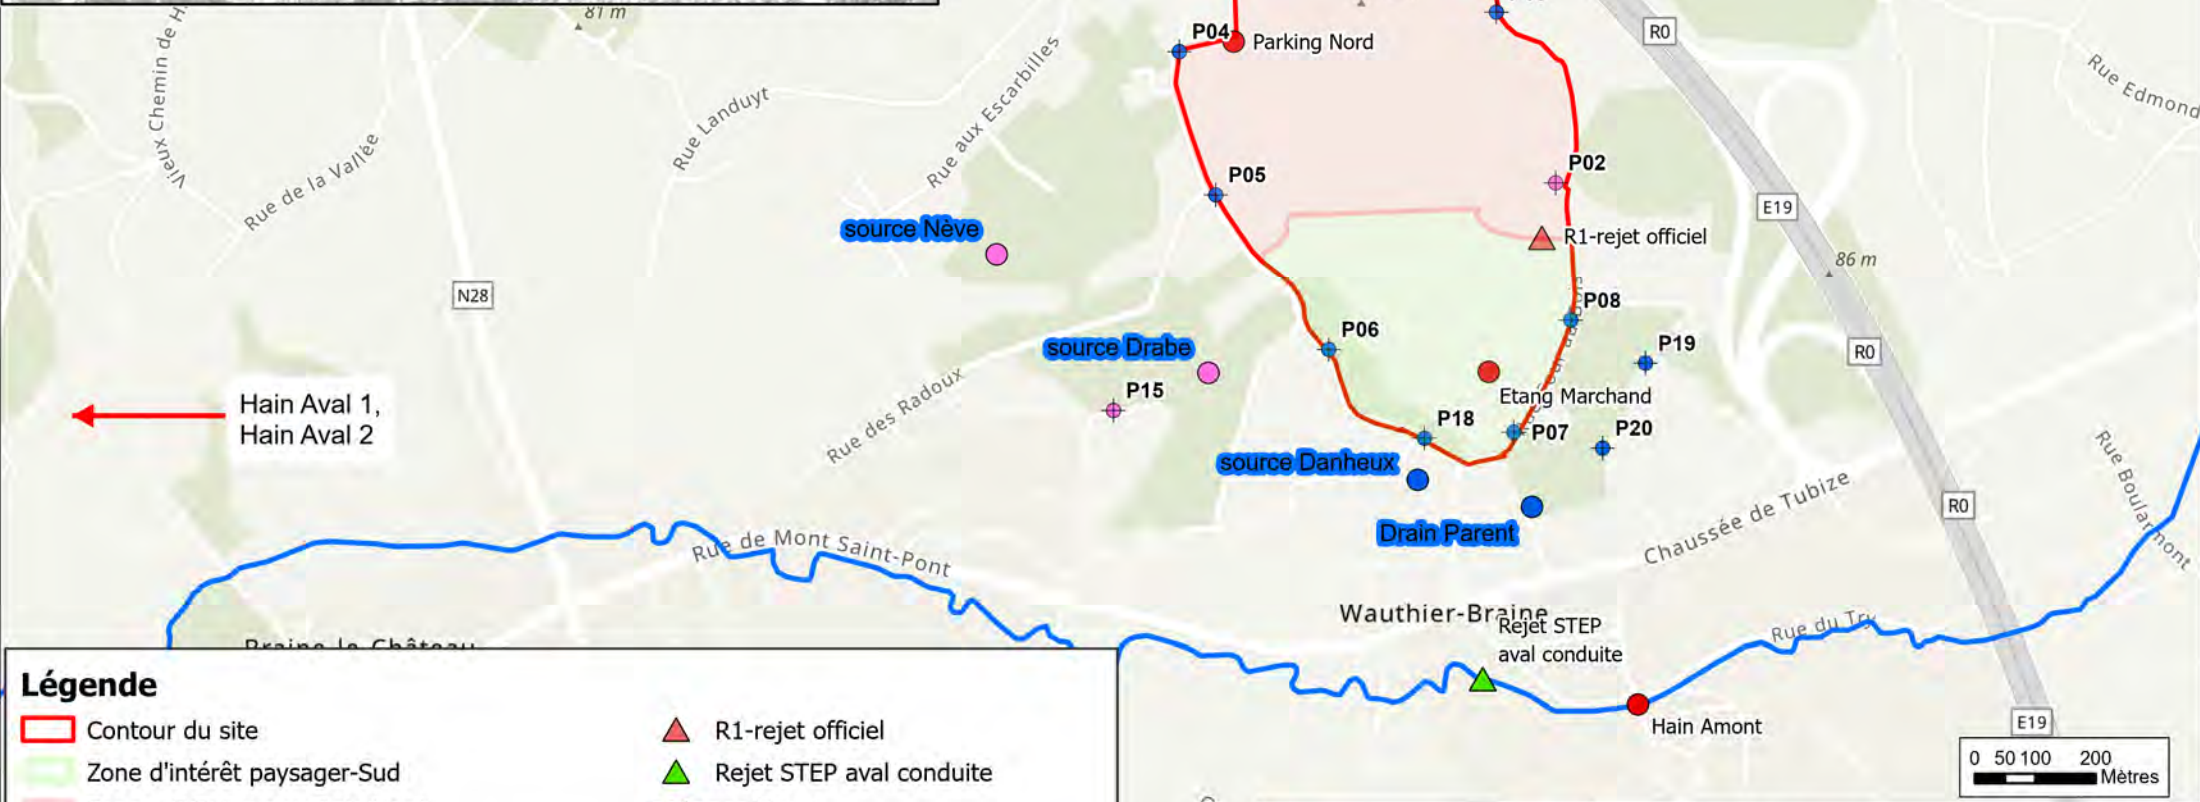 81 m
Vieux Chemin de H
Rue de la Vallée
Rue Landuyt
Rue aux Escarbilles
P04
Parking Nord
R0
Rue Edmond
P05
P02
E19
source Nève
R1-rejet officiel
86 m
N28
P08
P06
P19
R0
source Drabe
P15
Etang Marchand
Hain Aval 1,
Hain Aval 2
Rue des Radoux
P18
P07
P20
source Danheux
Drain Parent
Chaussée de Tubize
R0
Rue Boularmont
Rue de Mont Saint-Pont
Wauthier-Braine
Rejet STEP
aval conduite
Rue du Try
Braine-le-Château
Hain Amont
E19
Légende
Contour du site
R1-rejet officiel
Zone d'intérêt paysager-Sud
Rejet STEP aval conduite
0 50 100 200
Mètres